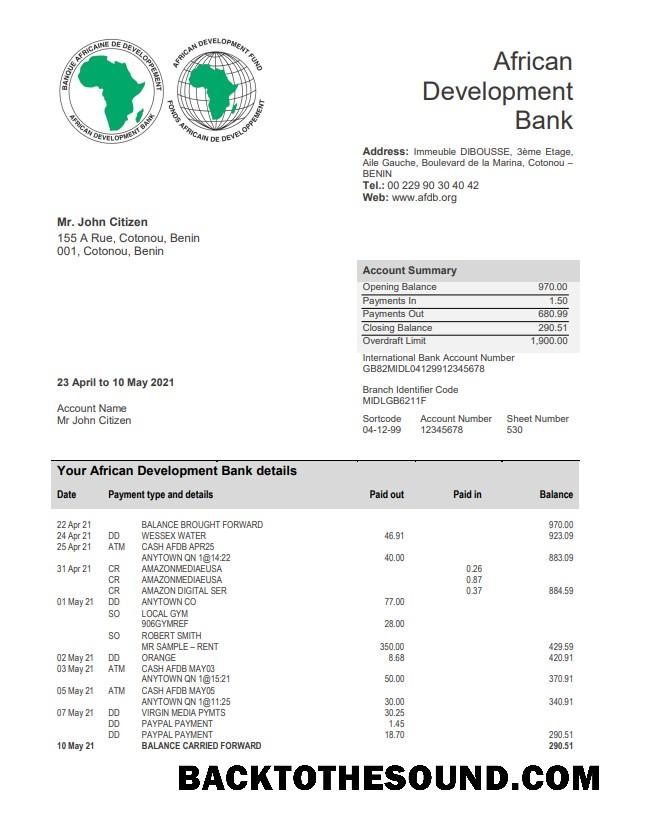 BANQUE AFRICAINE DE DEVELOPPEMENT
AFRICAN DEVELOPMENT BANK
AFRICAN DEVELOPMENT FUND
FONDS AFRICAIN DE DEVELOPPEMENT
African
Development
Bank
Address: Immeuble DIBOUSSE, 3ème Etage,
Aile Gauche, Boulevard de la Marina, Cotonou –
BENIN
Tel.: 00 229 90 30 40 42
Web: www.afdb.org
Mr. John Citizen
155 A Rue, Cotonou, Benin
001, Cotonou, Benin
Account Summary
Opening Balance 970.00
Payments In 1.50
Payments Out 680.99
Closing Balance 290.51
Overdraft Limit 1,900.00
International Bank Account Number
GB82MIDL04129912345678
23 April to 10 May 2021
Branch Identifier Code
MIDLGB6211F
Account Name
Mr John Citizen
Sortcode Account Number Sheet Number
04-12-99 12345678 530
Your African Development Bank details
Date Payment type and details Paid out Paid in Balance
22 Apr 21 BALANCE BROUGHT FORWARD 970.00
24 Apr 21 DD WESSEX WATER 46.91 923.09
25 Apr 21 ATM CASH AFDB APR25
ANYTOWN QN 1@14:22 40.00 883.09
31 Apr 21 CR AMAZONMEDIAEUSA 0.26
CR AMAZONMEDIAEUSA 0.87
CR AMAZON DIGITAL SER 0.37 884.59
01 May 21 DD ANYTOWN CO 77.00
SO LOCAL GYM
906GYMREF 28.00
SO ROBERT SMITH
MR SAMPLE – RENT 350.00 429.59
02 May 21 DD ORANGE 8.68 420.91
03 May 21 ATM CASH AFDB MAY03
ANYTOWN QN 1@15:21 50.00 370.91
05 May 21 ATM CASH AFDB MAY05
ANYTOWN QN 1@11:25 30.00 340.91
07 May 21 DD VIRGIN MEDIA PYMTS 30.25
DD PAYPAL PAYMENT 1.45
DD PAYPAL PAYMENT 18.70 290.51
10 May 21 BALANCE CARRIED FORWARD 290.51
BACKTOTHESOUND.COM